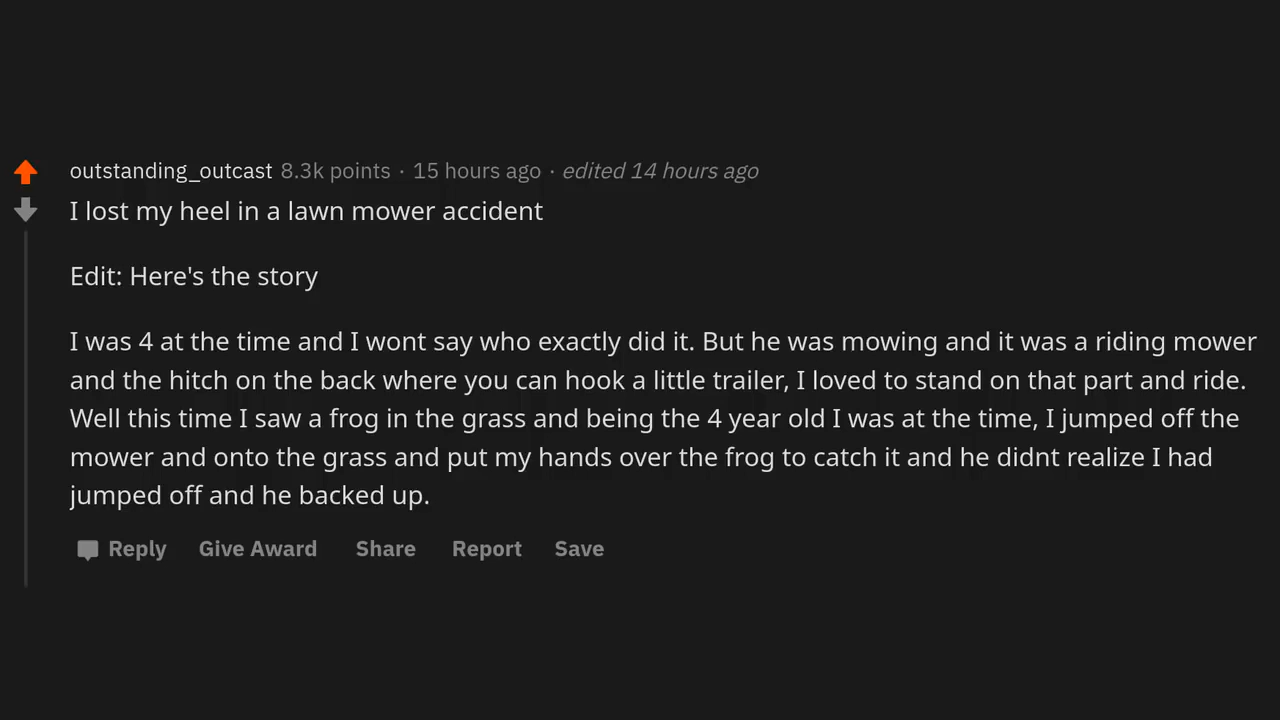 outstanding_outcast 8.3k points · 15 hours ago · edited 14 hours ago
I lost my heel in a lawn mower accident
Edit: Here's the story
I was 4 at the time and I wont say who exactly did it. But he was mowing and it was a riding mower
and the hitch on the back where you can hook a little trailer, I loved to stand on that part and ride.
Well this time I saw a frog in the grass and being the 4 year old I was at the time, I jumped off the
mower and onto the grass and put my hands over the frog to catch it and he didnt realize I had
jumped off and he backed up.
Reply Give Award Share Report Save